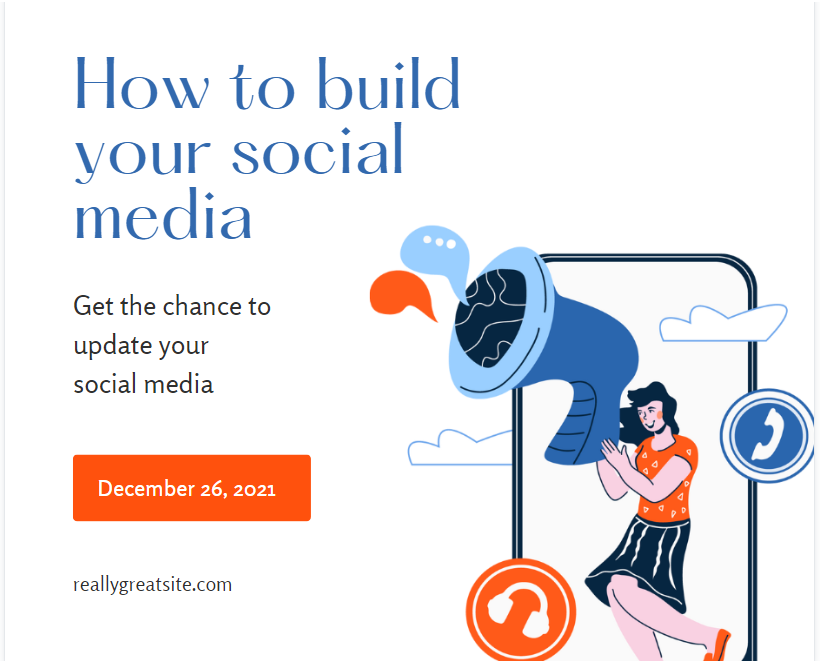 How to build
your social
media
Get the chance to
update your
social media
December 26, 2021
reallygreatsite.com